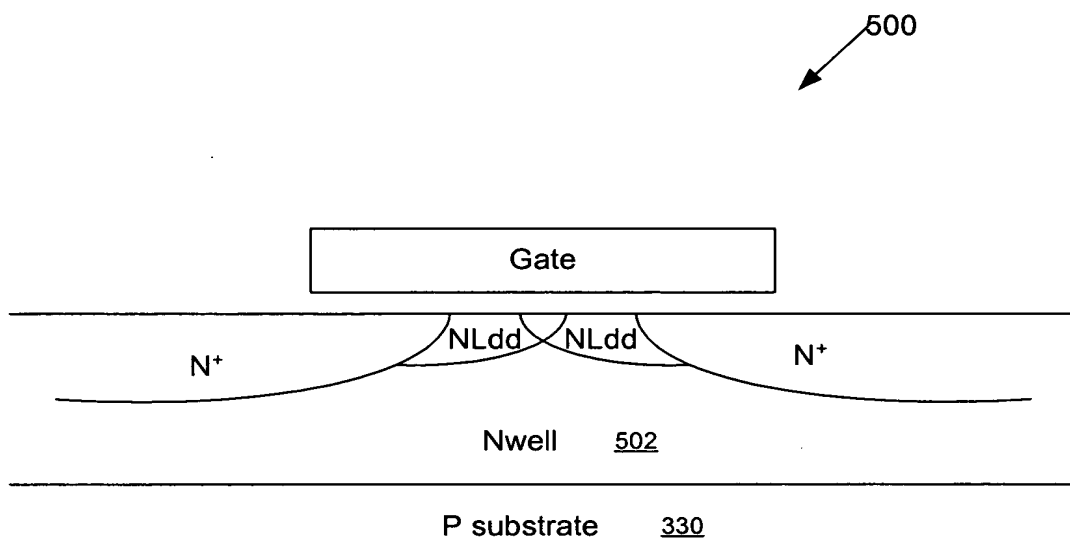 500
Gate
NLdd NLdd
N⁺ N⁺
Nwell 502
P substrate 330